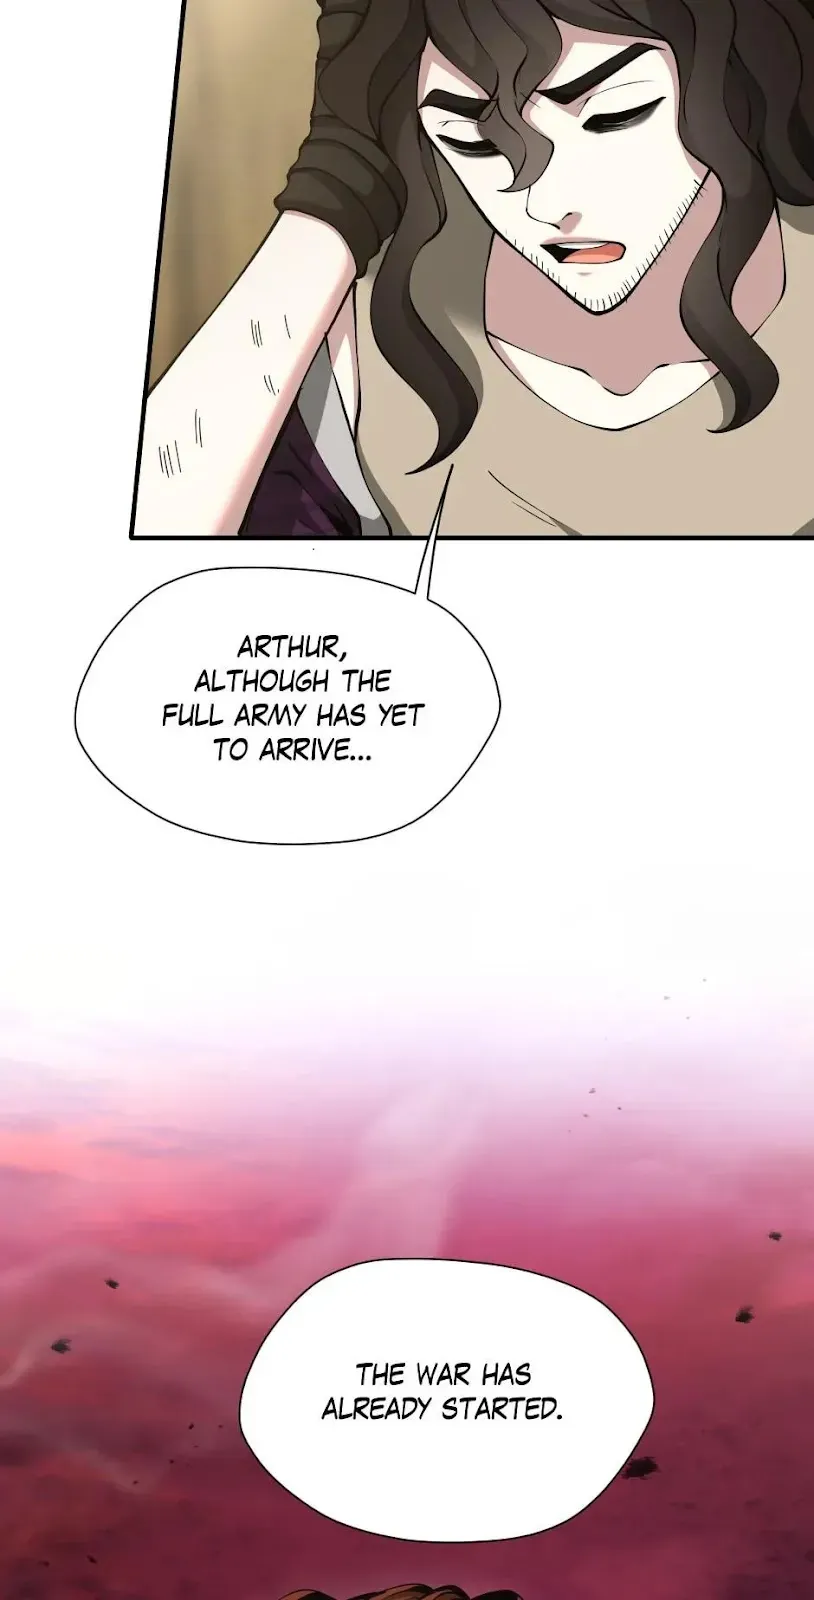 ARTHUR,
ALTHOUGH THE
FULL ARMY HAS YET
TO ARRIVE...
THE WAR HAS
ALREADY STARTED.